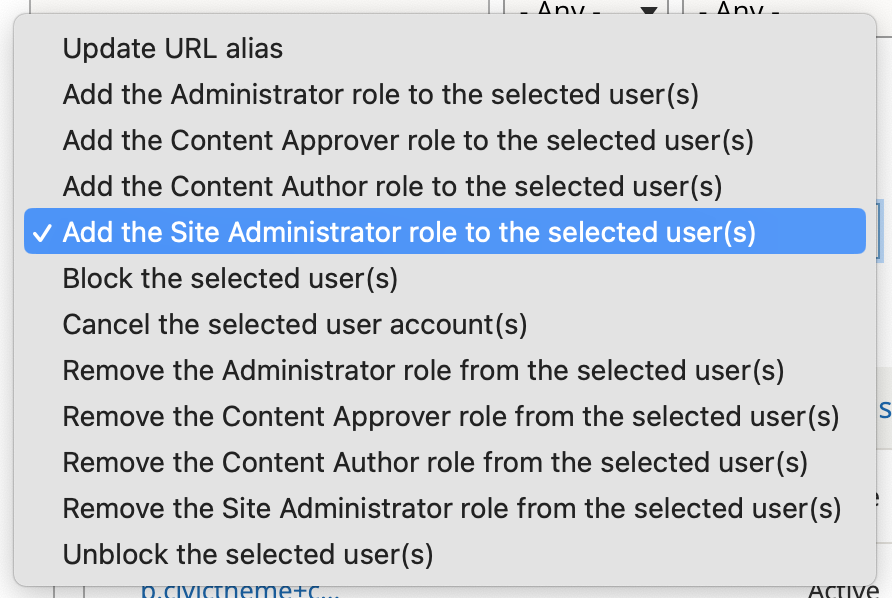 - Any - - Any -
Update URL alias
Add the Administrator role to the selected user(s)
Add the Content Approver role to the selected user(s)
Add the Content Author role to the selected user(s)
✓ Add the Site Administrator role to the selected user(s)
Block the selected user(s)
Cancel the selected user account(s)
Remove the Administrator role from the selected user(s)
Remove the Content Approver role from the selected user(s)
Remove the Content Author role from the selected user(s)
Remove the Site Administrator role from the selected user(s)
Unblock the selected user(s)
b.civictheme+c... Active